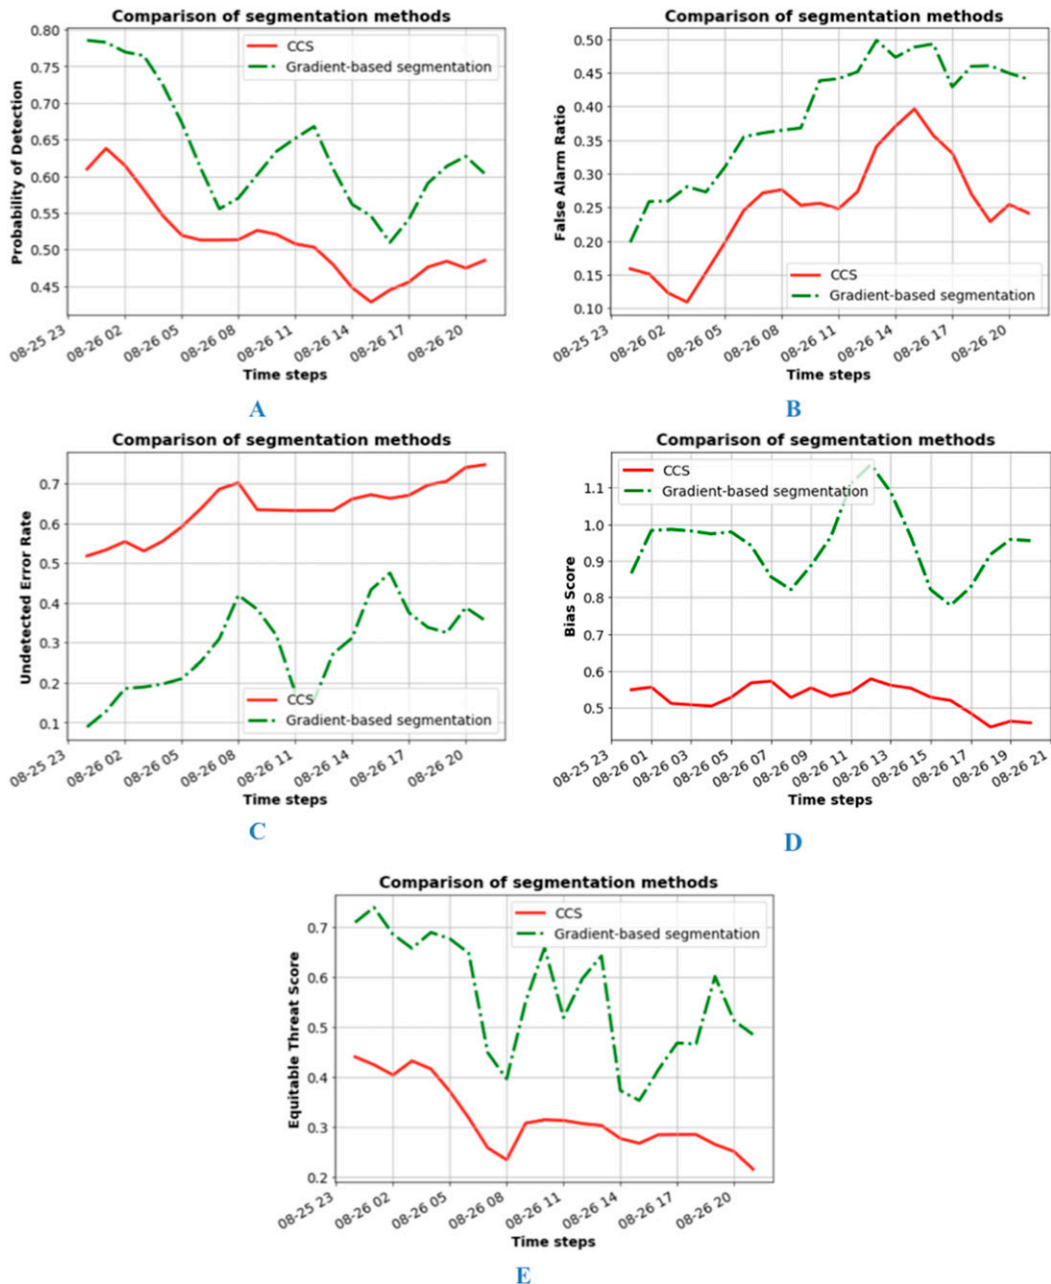 Comparison of segmentation methods
Probability of Detection
0.80
0.75
0.70
0.65
0.60
0.55
0.50
0.45
CCS
Gradient-based segmentation
08-25 23
08-26 02
08-26 05
08-26 08
08-26 11
08-26 14
08-26 17
08-26 20
Time steps
A
Comparison of segmentation methods
False Alarm Ratio
0.50
0.45
0.40
0.35
0.30
0.25
0.20
0.15
0.10
CCS
Gradient-based segmentation
08-25 23
08-26 02
08-26 05
08-26 08
08-26 11
08-26 14
08-26 17
08-26 20
Time steps
B
Comparison of segmentation methods
Undetected Error Rate
0.7
0.6
0.5
0.4
0.3
0.2
0.1
CCS
Gradient-based segmentation
08-25 23
08-26 02
08-26 05
08-26 08
08-26 11
08-26 14
08-26 17
08-26 20
Time steps
C
Comparison of segmentation methods
Bias Score
1.1
1.0
0.9
0.8
0.7
0.6
0.5
CCS
Gradient-based segmentation
08-25 23
08-26 01
08-26 03
08-26 05
08-26 07
08-26 09
08-26 11
08-26 13
08-26 15
08-26 17
08-26 19
08-26 21
Time steps
D
Comparison of segmentation methods
Equitable Threat Score
0.7
0.6
0.5
0.4
0.3
0.2
CCS
Gradient-based segmentation
08-25 23
08-26 02
08-26 05
08-26 08
08-26 11
08-26 14
08-26 17
08-26 20
Time steps
E